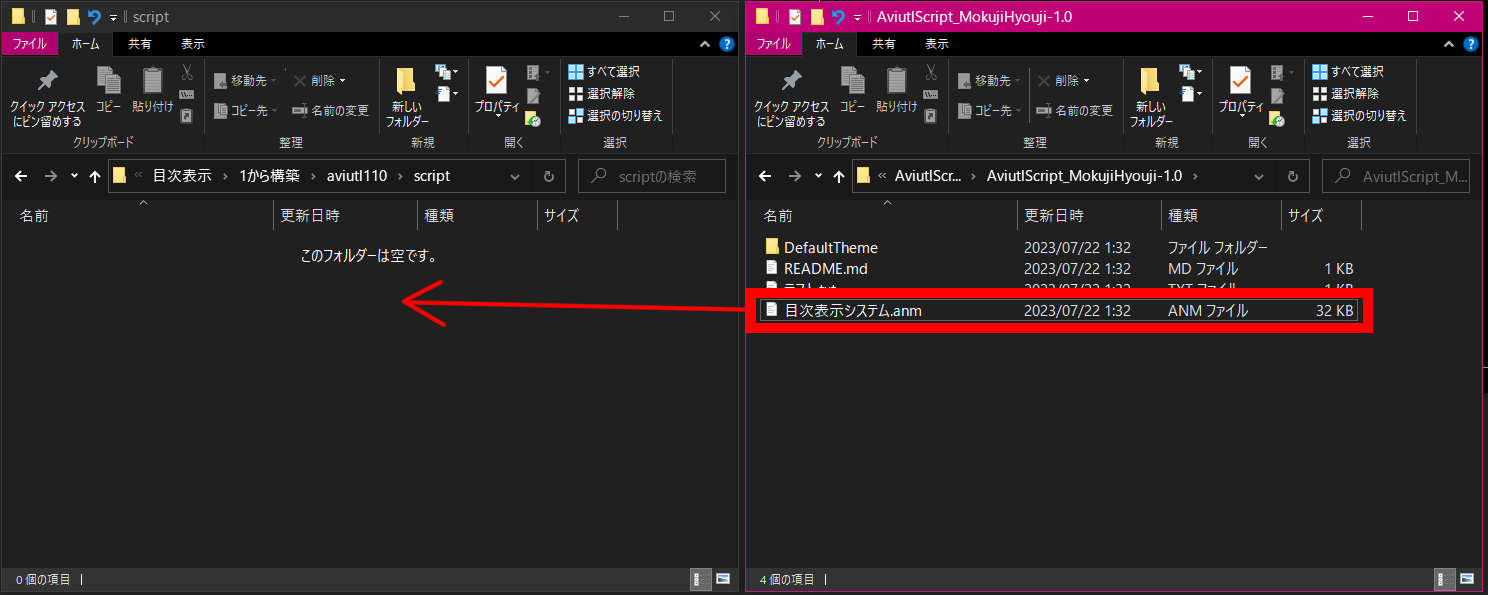 script
ファイル
ホーム
共有
表示
クイック アクセス
にピン留めする
コピー
貼り付け
移動先
コピー先
削除
名前の変更
新しい
フォルダー
プロパティ
すべて選択
選択解除
選択の切り替え
クリップボード
整理
新規
開く
選択
« 目次表示 › 1から構築 › aviutl110 › script
scriptの検索
名前
更新日時
種類
サイズ
このフォルダーは空です。
0 個の項目
AviutlScript_MokujiHyouji-1.0
ファイル
ホーム
共有
表示
クイック アクセス
にピン留めする
コピー
貼り付け
移動先
コピー先
削除
名前の変更
新しい
フォルダー
プロパティ
すべて選択
選択解除
選択の切り替え
クリップボード
整理
新規
開く
選択
« AviutlScr... › AviutlScript_MokujiHyouji-1.0 ›
AviutlScript_M...
名前
更新日時
種類
サイズ
DefaultTheme 2023/07/22 1:32 ファイル フォルダー
README.md 2023/07/22 1:32 MD ファイル 1 KB
目次表示システム.anm 2023/07/22 1:32 ANM ファイル 32 KB
4 個の項目